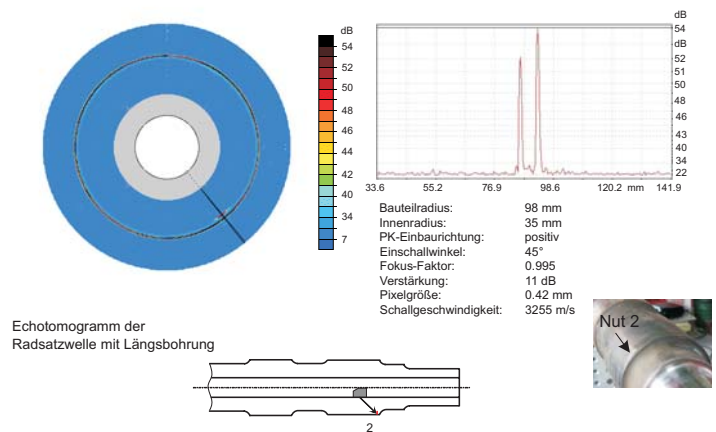 dB
54
52
50
48
46
44
42
40
34
7
dB
54
dB
52
51
50
48
46
43
40
34
22
33.6 55.2 76.9 98.6 120.2 mm 141.9
Bauteilradius: 98 mm
Innenradius: 35 mm
PK-Einbaurichtung: positiv
Einschallwinkel: 45°
Fokus-Faktor: 0.995
Verstärkung: 11 dB
Pixelgröße: 0.42 mm
Schallgeschwindigkeit: 3255 m/s
Nut 2
Echotomogramm der
Radsatzwelle mit Längsbohrung
2